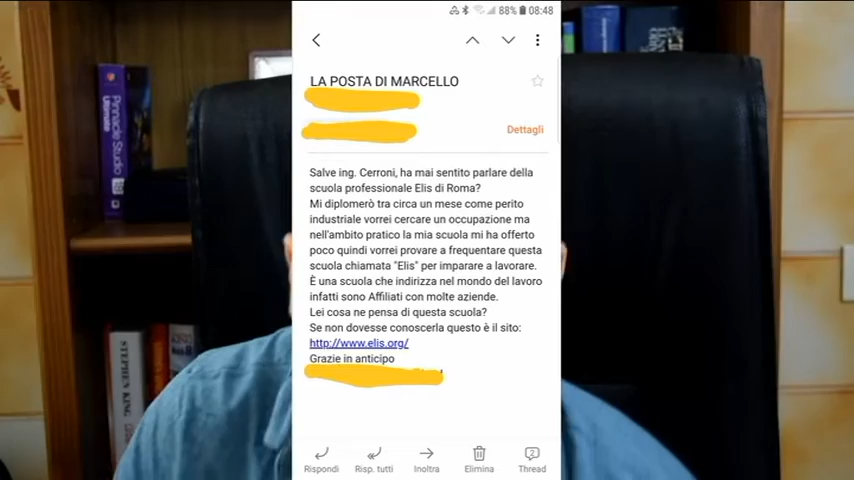 88% 08:48
LA POSTA DI MARCELLO
Dettagli
Salve ing. Cerroni, ha mai sentito parlare della
scuola professionale Elis di Roma?
Mi diplomerò tra circa un mese come perito
industriale vorrei cercare un occupazione ma
nell'ambito pratico la mia scuola mi ha offerto
poco quindi vorrei provare a frequentare questa
scuola chiamata "Elis" per imparare a lavorare.
È una scuola che indirizza nel mondo del lavoro
infatti sono Affiliati con molte aziende.
Lei cosa ne pensa di questa scuola?
Se non dovesse conoscerla questo è il sito:
http://www.elis.org/
Grazie in anticipo
Rispondi Risp. tutti Inoltra Elimina Thread
2
Pinnacle Studio
Ultimate
STEPHEN KING